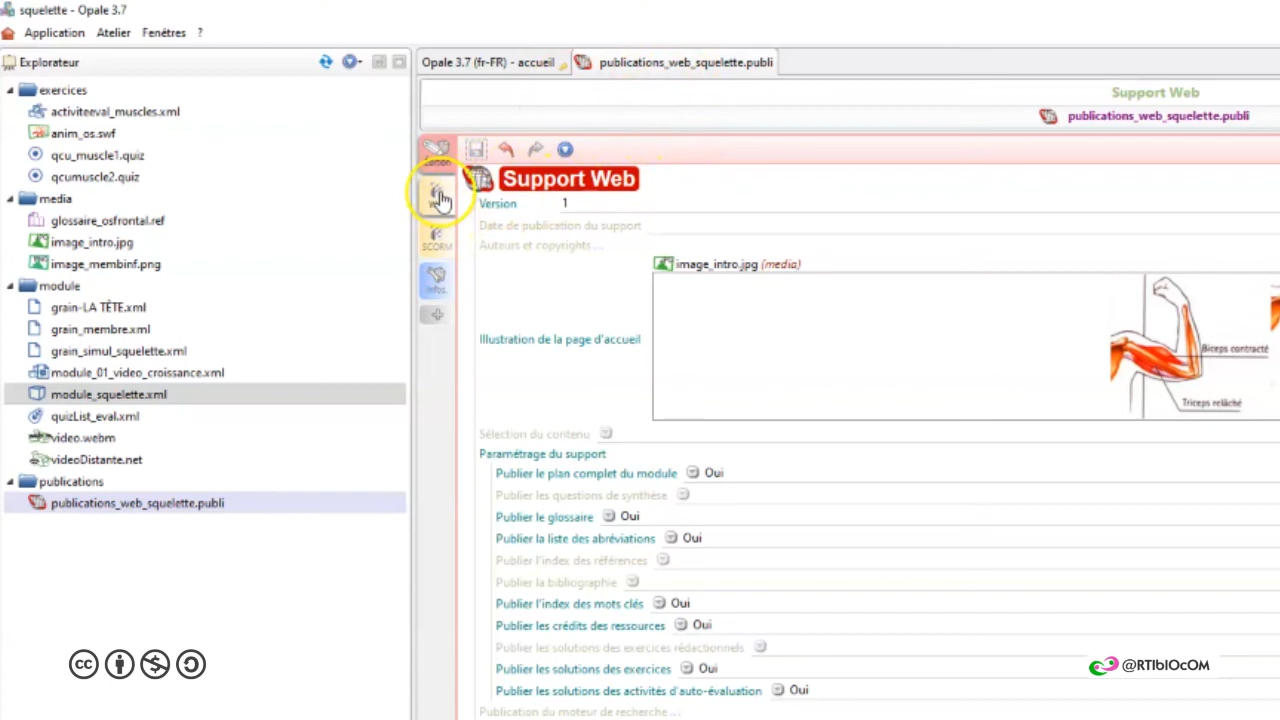 squelette - Opale 3.7
Application Atelier Fenêtres ?
Explorateur
exercices
activiteeval_muscles.xml
anim_os.swf
qcu_muscle1.quiz
qcumuscle2.quiz
media
glossaire_osfrontal.ref
image_intro.jpg
image_membinf.png
module
grain-LA TÊTE.xml
grain_membre.xml
grain_simul_squelette.xml
module_01_video_croissance.xml
module_squelette.xml
quizList_eval.xml
video.webm
videoDistante.net
publications
publications_web_squelette.publi
Opale 3.7 (fr-FR) - accueil
publications_web_squelette.publi
Support Web
publications_web_squelette.publi
SCORM
Infos.
Support Web
Version 1
Date de publication du support
Auteurs et copyrights ...
image_intro.jpg (media)
Illustration de la page d'accueil
Biceps contracté
Triceps relâché
Sélection du contenu
Paramétrage du support
Publier le plan complet du module Oui
Publier les questions de synthèse
Publier le glossaire Oui
Publier la liste des abréviations Oui
Publier l'index des références
Publier la bibliographie
Publier l'index des mots clés Oui
Publier les crédits des ressources Oui
Publier les solutions des exercices rédactionnels
Publier les solutions des exercices Oui
Publier les solutions des activités d'auto-évaluation Oui
Publication du moteur de recherche ...
cc
@RTIbIOcOM